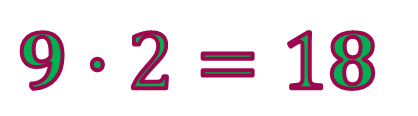 9 · 2 = 18